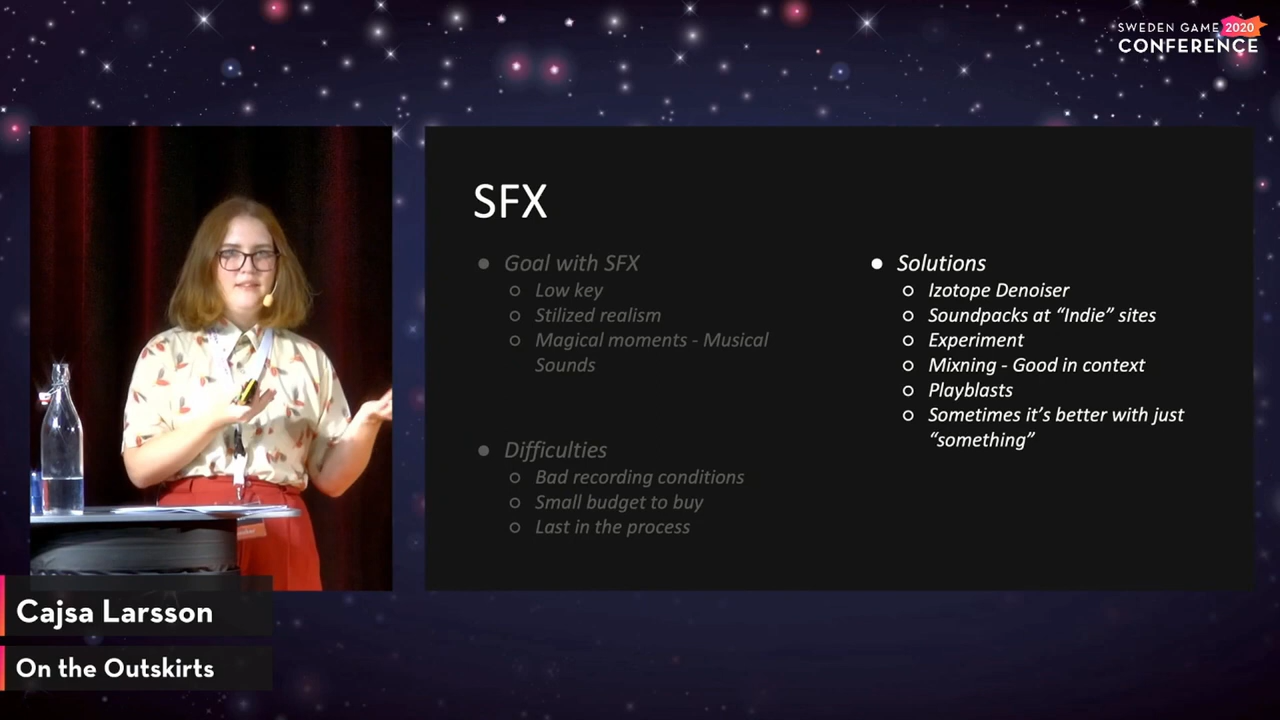 SWEDEN GAME 2020
CONFERENCE
SFX
Goal with SFX
Low key
Stilized realism
Magical moments - Musical
Sounds
Difficulties
Bad recording conditions
Small budget to buy
Last in the process
Solutions
Izotope Denoiser
Soundpacks at “Indie” sites
Experiment
Mixning - Good in context
Playblasts
Sometimes it’s better with just
“something”
Cajsa Larsson
On the Outskirts